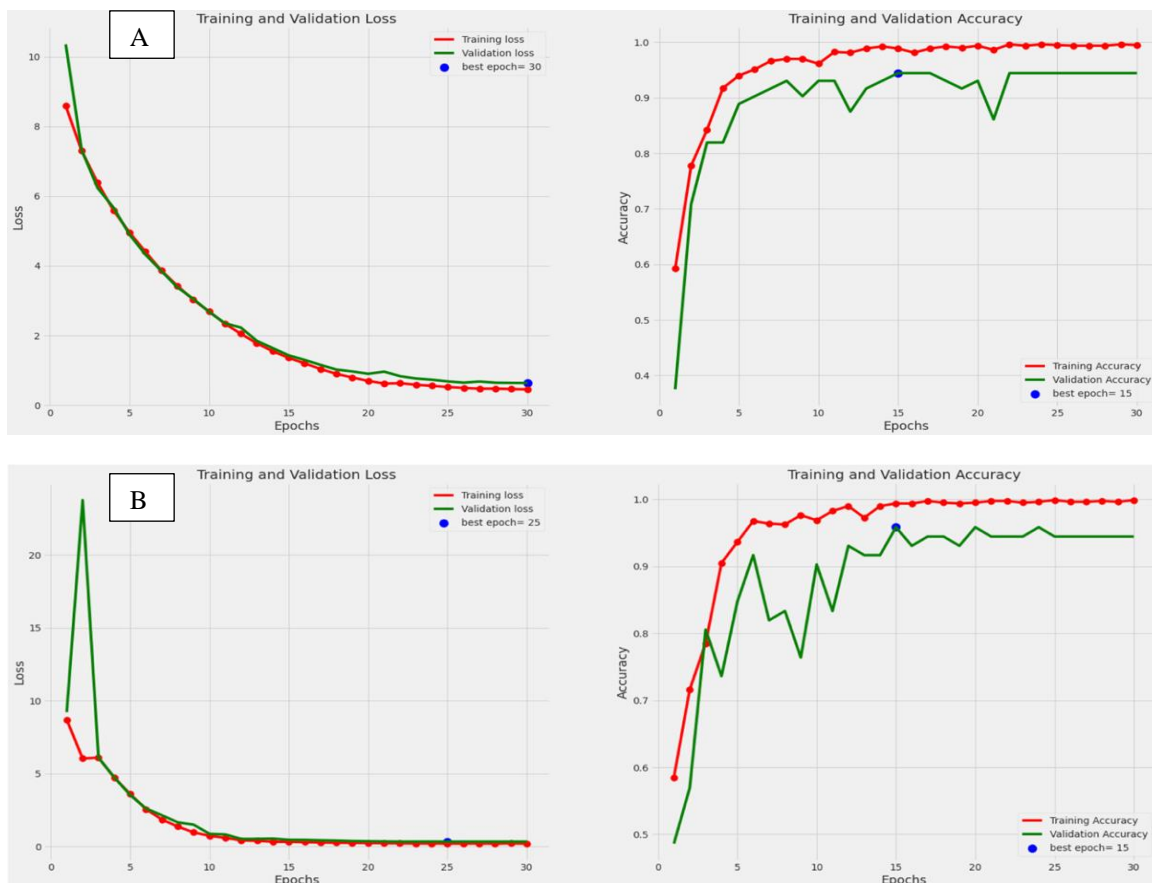 A
Training and Validation Loss
Training loss
Validation loss
best epoch= 30
Loss
10
8
6
4
2
0
0 5 10 15 20 25 30
Epochs
Training and Validation Accuracy
Accuracy
1.0
0.9
0.8
0.7
0.6
0.5
0.4
Training Accuracy
Validation Accuracy
best epoch= 15
0 5 10 15 20 25 30
Epochs
B
Training and Validation Loss
Training loss
Validation loss
best epoch= 25
Loss
20
15
10
5
0
0 5 10 15 20 25 30
Epochs
Training and Validation Accuracy
Accuracy
1.0
0.9
0.8
0.7
0.6
0.5
Training Accuracy
Validation Accuracy
best epoch= 15
0 5 10 15 20 25 30
Epochs